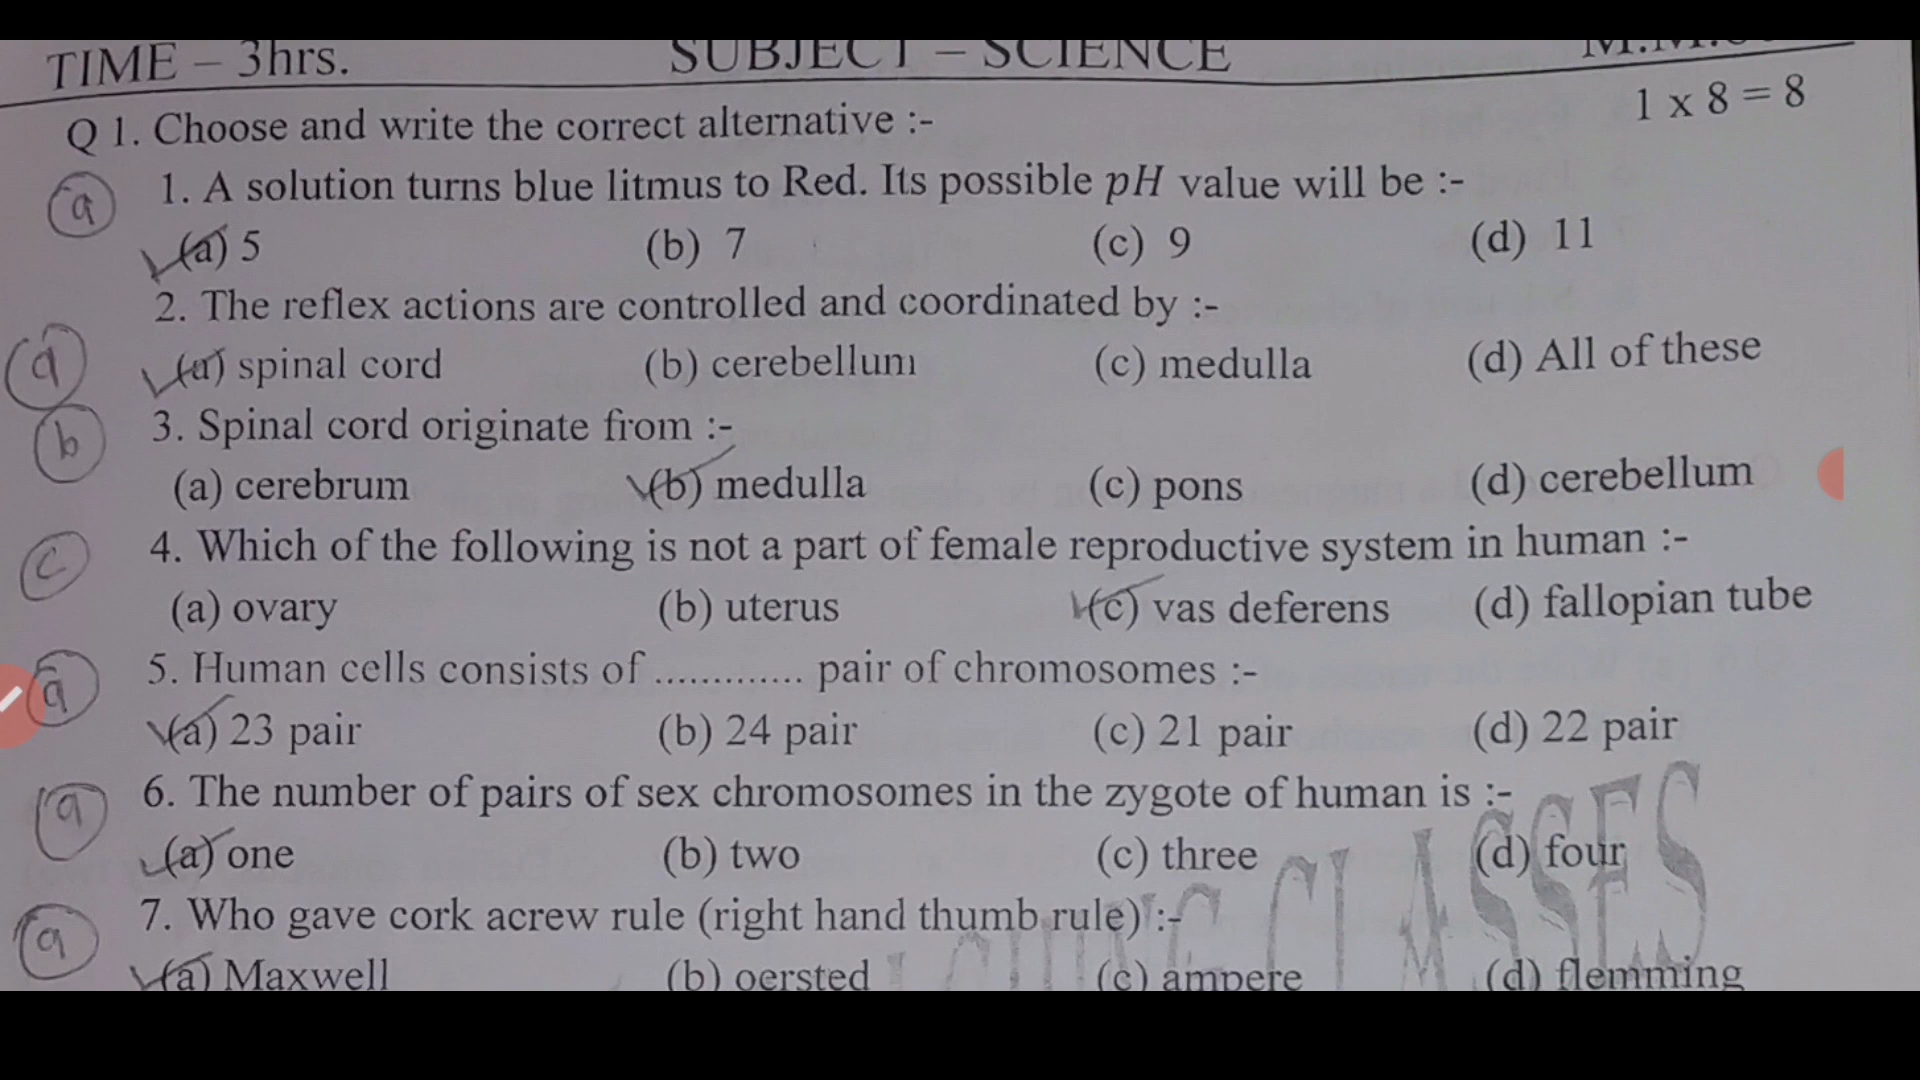 TIME – 3hrs. SUBJECT – SCIENCE
1 x 8 = 8
Q 1. Choose and write the correct alternative :-
a 1. A solution turns blue litmus to Red. Its possible pH value will be :-
(a) 5 (b) 7 (c) 9 (d) 11
2. The reflex actions are controlled and coordinated by :-
a (a) spinal cord (b) cerebellum (c) medulla (d) All of these
b 3. Spinal cord originate from :-
(a) cerebrum (b) medulla (c) pons (d) cerebellum
c 4. Which of the following is not a part of female reproductive system in human :-
(a) ovary (b) uterus (c) vas deferens (d) fallopian tube
a 5. Human cells consists of ............ pair of chromosomes :-
(a) 23 pair (b) 24 pair (c) 21 pair (d) 22 pair
a 6. The number of pairs of sex chromosomes in the zygote of human is :-
(a) one (b) two (c) three (d) four
a 7. Who gave cork acrew rule (right hand thumb rule) :-
(a) Maxwell (b) oersted (c) ampere (d) flemming
CLASSES